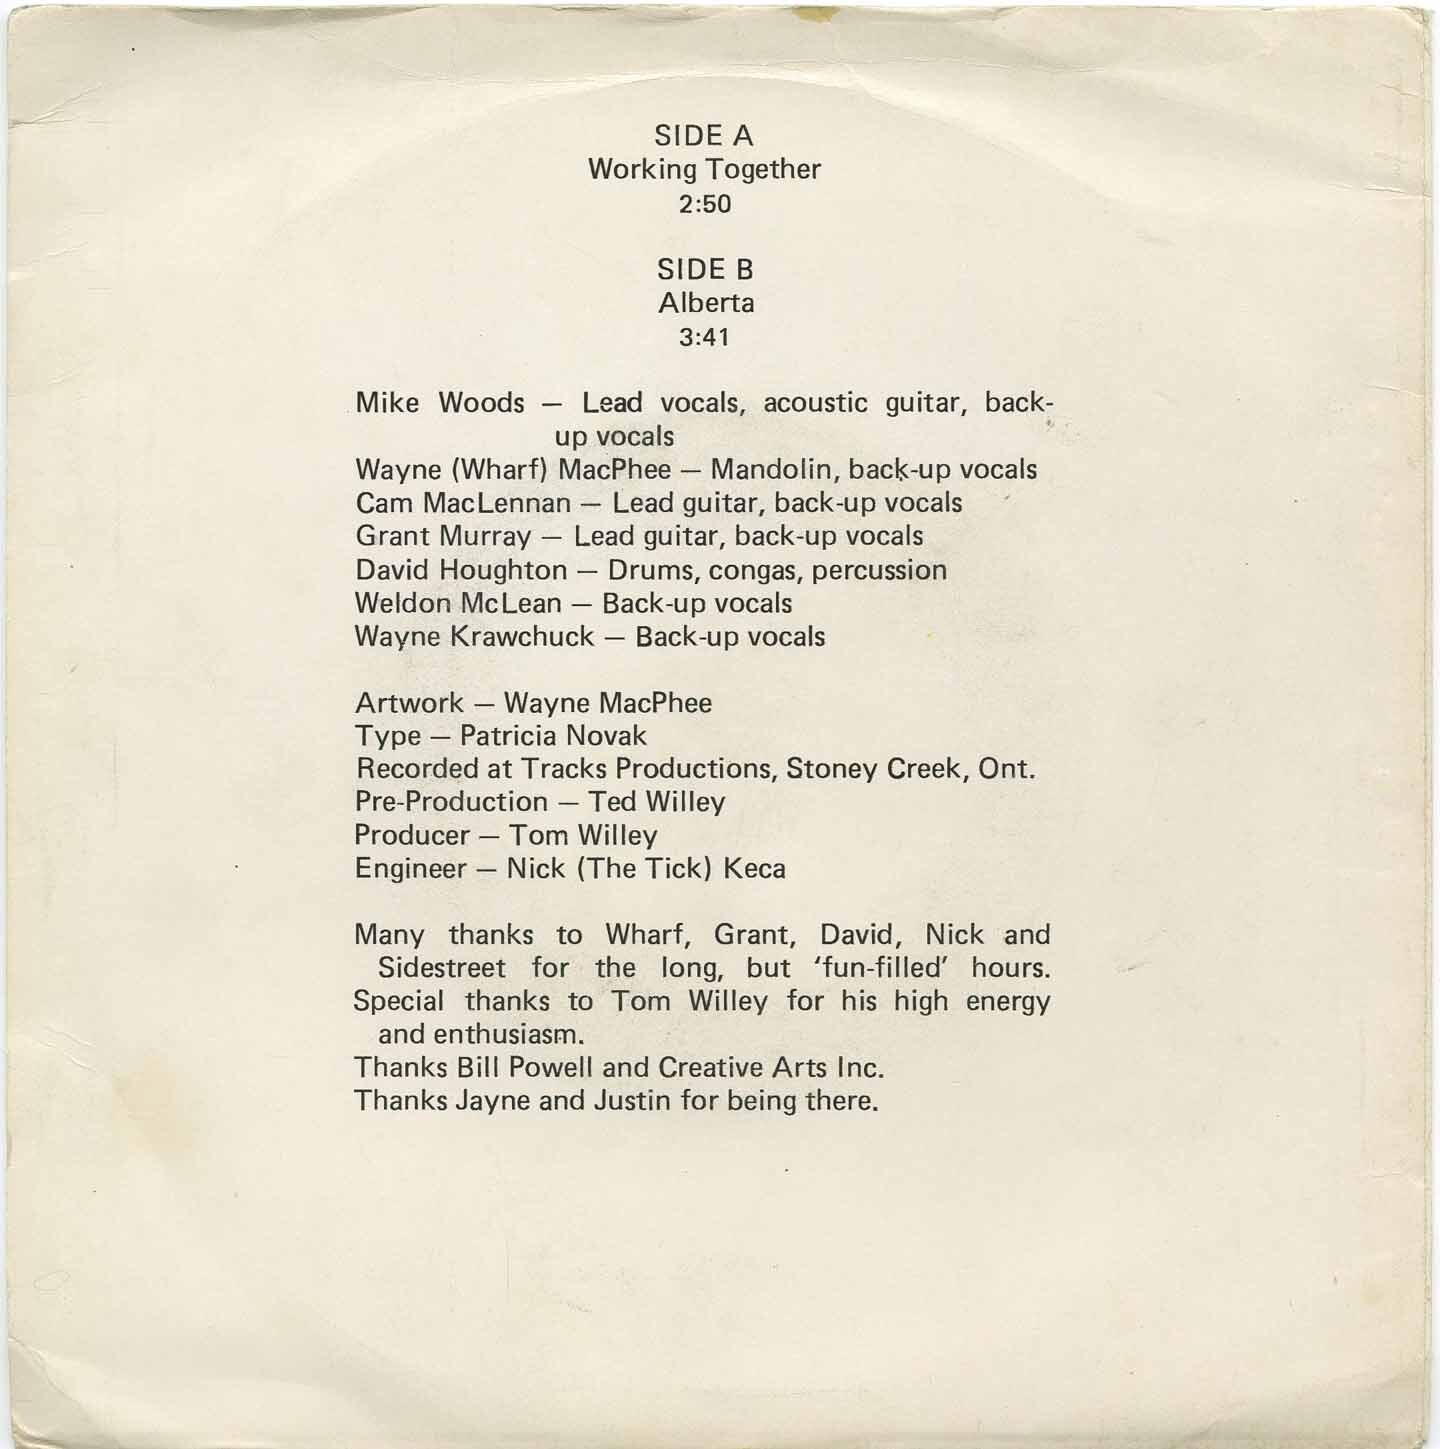 SIDE A
Working Together
2:50
SIDE B
Alberta
3:41
Mike Woods — Lead vocals, acoustic guitar, back-
up vocals
Wayne (Wharf) MacPhee — Mandolin, back-up vocals
Cam MacLennan — Lead guitar, back-up vocals
Grant Murray — Lead guitar, back-up vocals
David Houghton — Drums, congas, percussion
Weldon McLean — Back-up vocals
Wayne Krawchuck — Back-up vocals
Artwork — Wayne MacPhee
Type — Patricia Novak
Recorded at Tracks Productions, Stoney Creek, Ont.
Pre-Production — Ted Willey
Producer — Tom Willey
Engineer — Nick (The Tick) Keca
Many thanks to Wharf, Grant, David, Nick and
Sidestreet for the long, but ‘fun-filled’ hours.
Special thanks to Tom Willey for his high energy
and enthusiasm.
Thanks Bill Powell and Creative Arts Inc.
Thanks Jayne and Justin for being there.